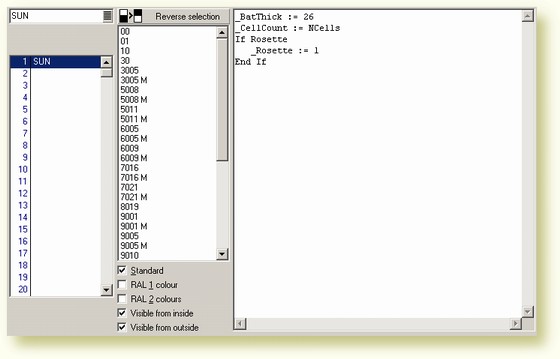 SUN
Reverse selection
1 SUN
2
3
4
5
6
7
8
9
10
11
12
13
14
15
16
17
18
19
20
00
01
10
30
3005
3005 M
5008
5008 M
5011
5011 M
6005
6005 M
6009
6009 M
7016
7016 M
7021
7021 M
8019
9001
9001 M
9005
9005 M
9010
Standard
RAL 1 colour
RAL 2 colours
Visible from inside
Visible from outside
_BatThick := 26
_CellCount := NCells
If Rosette
_Rosette := 1
End If